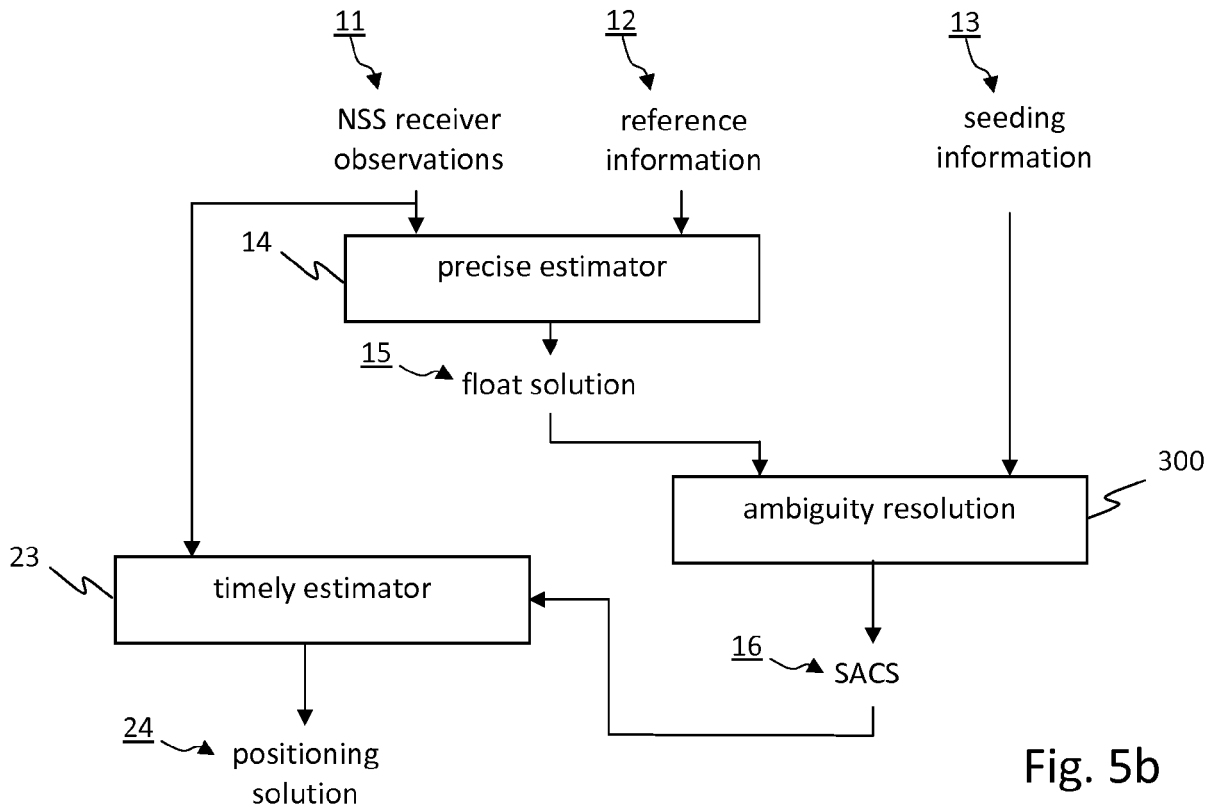 11
12
13
NSS receiver
observations
reference
information
seeding
information
14
precise estimator
15
float solution
300
ambiguity resolution
23
timely estimator
16
SACS
24
positioning
solution
Fig. 5b